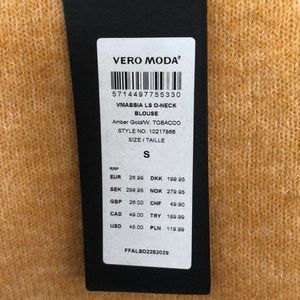 VERO MODA®
5714497755330
VMABBIA LS O-NECK
BLOUSE
Amber Gold/W. TOBACCO
STYLE NO. 10217866
SIZE / TAILLE
S
RRP
EUR 26.99 DKK 199.95
SEK 299.95 NOK 279.95
GBP 26.00 CHF 49.90
CAD 49.00 TRY 189.99
USD 45.00 PLN 119.99
FFALSO2282029